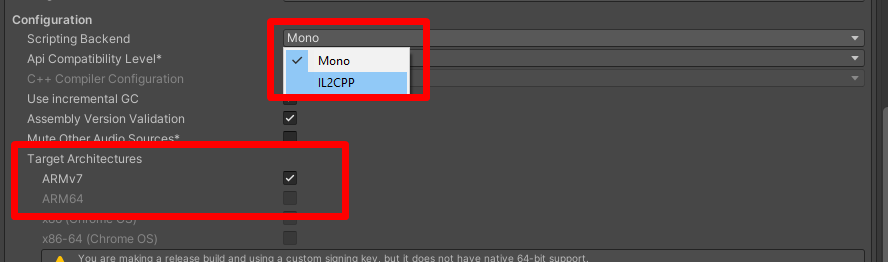 Configuration
Scripting Backend
Mono
Api Compatibility Level*
Mono
C++ Compiler Configuration
IL2CPP
Use incremental GC
Assembly Version Validation
Mute Other Audio Sources*
Target Architectures
ARMv7
ARM64
x86 (Chrome OS)
x86-64 (Chrome OS)
You are making a release build and using a custom signing key, but it does not have native 64-bit support.